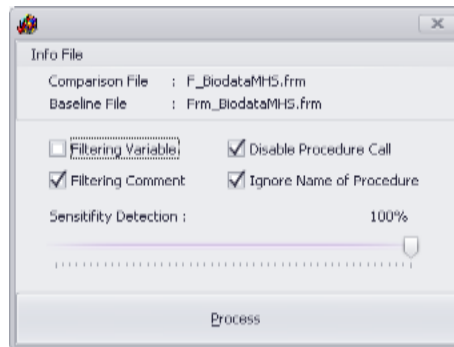 Info File
Comparison File : F_BiodataMHS.frm
Baseline File : Frm_BiodataMHS.frm
Filtering Variable Disable Procedure Call
Filtering Comment Ignore Name of Procedure
Sensitifity Detection : 100%
Process